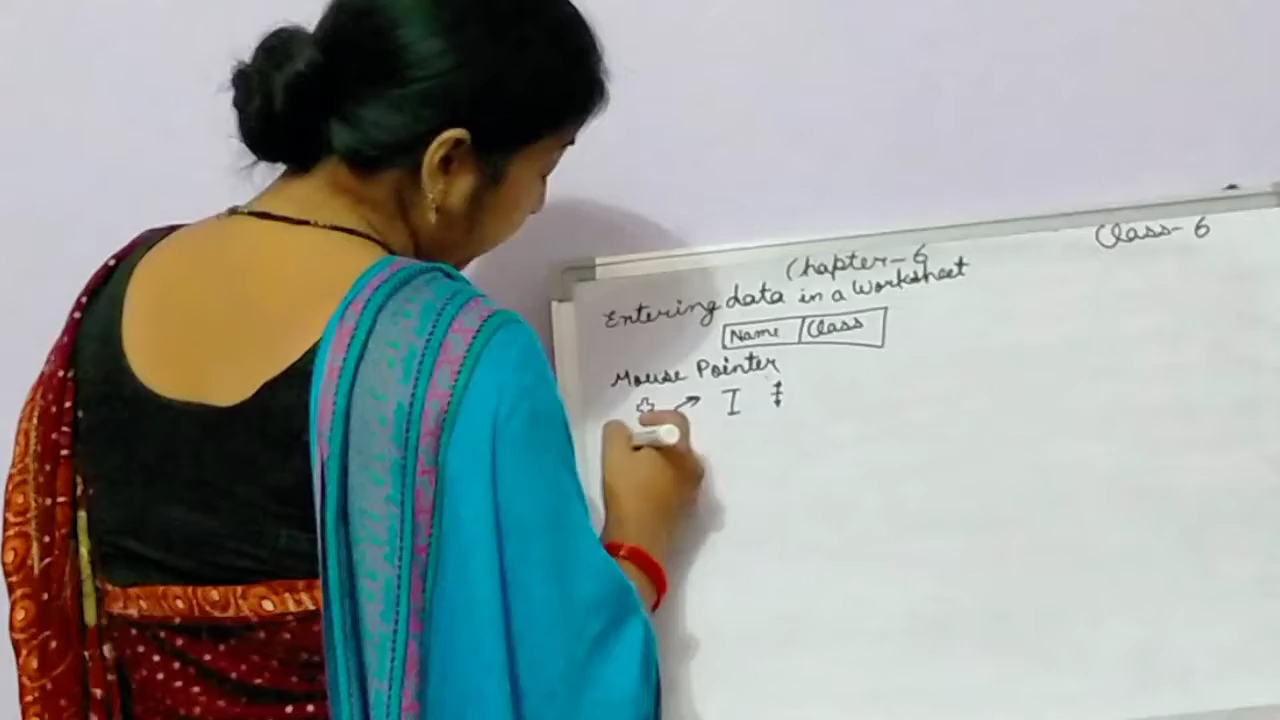 Class- 6
Chapter- 6
Entering data in a Worksheet
Name Class
Mouse Pointer
I